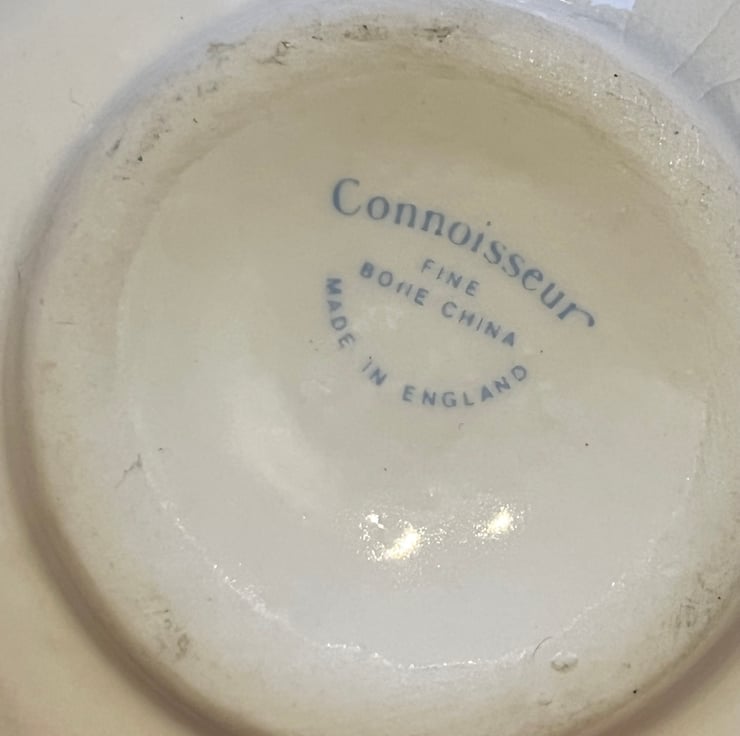 Connoisseur
FINE
BONE CHINA
MADE IN ENGLAND